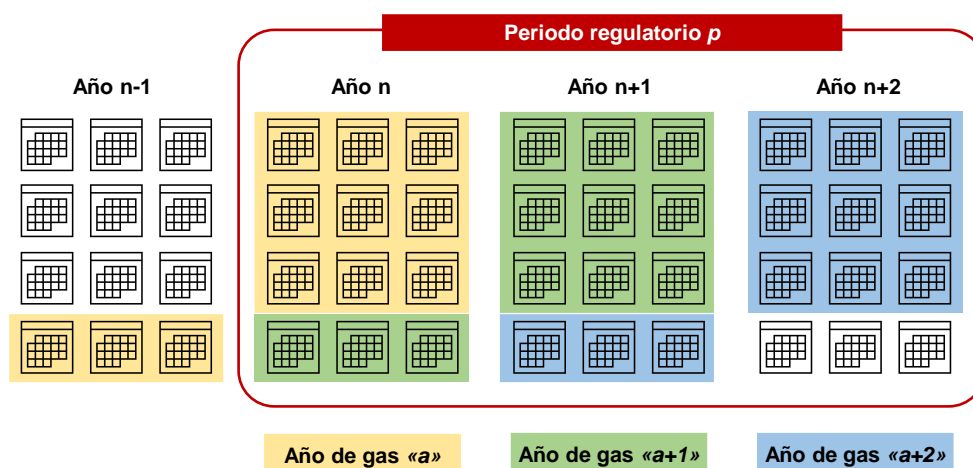 Periodo regulatorio p
Año n-1
Año n
Año n+1
Año n+2
Año de gas «a»
Año de gas «a+1»
Año de gas «a+2»